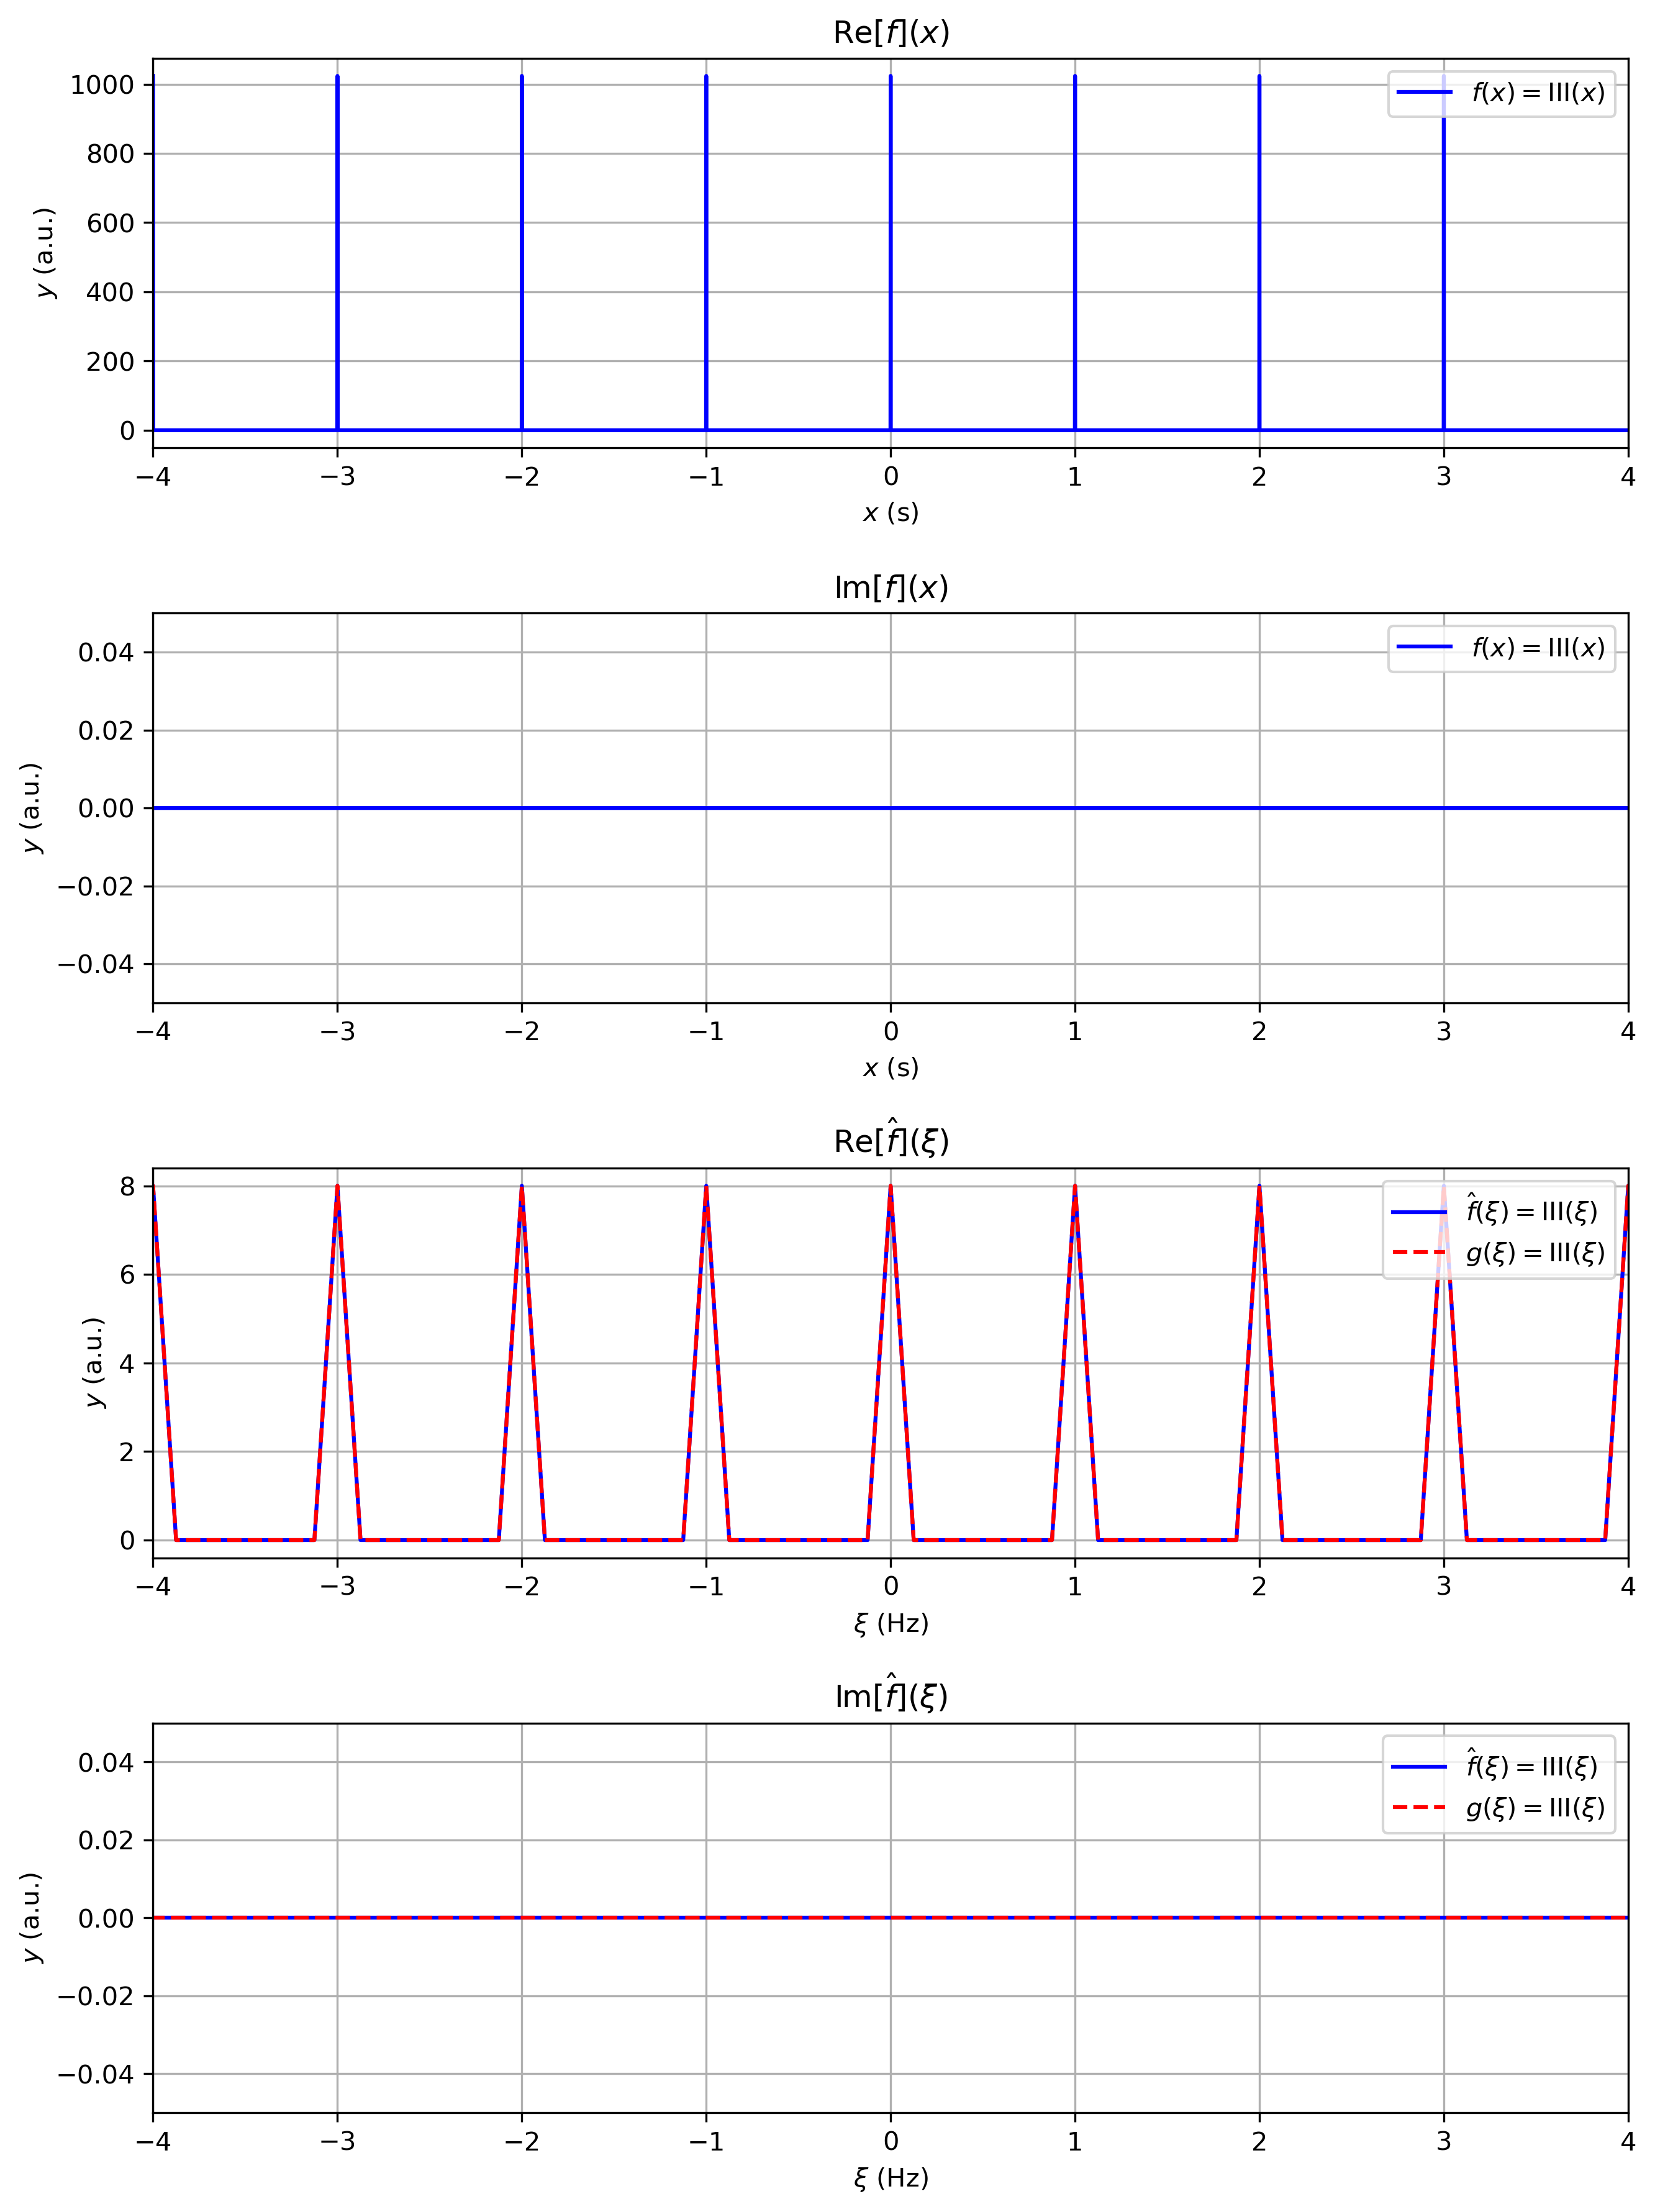 Re[f](x)
1000
800
600
400
200
0
y (a.u.)
f(x) = III(x)
−4 −3 −2 −1 0 1 2 3 4
x (s)
Im[f](x)
0.04
0.02
0.00
−0.02
−0.04
y (a.u.)
f(x) = III(x)
−4 −3 −2 −1 0 1 2 3 4
x (s)
Re[f̂](ξ)
8
6
4
2
0
y (a.u.)
f̂(ξ) = III(ξ)
g(ξ) = III(ξ)
−4 −3 −2 −1 0 1 2 3 4
ξ (Hz)
Im[f̂](ξ)
0.04
0.02
0.00
−0.02
−0.04
y (a.u.)
f̂(ξ) = III(ξ)
g(ξ) = III(ξ)
−4 −3 −2 −1 0 1 2 3 4
ξ (Hz)